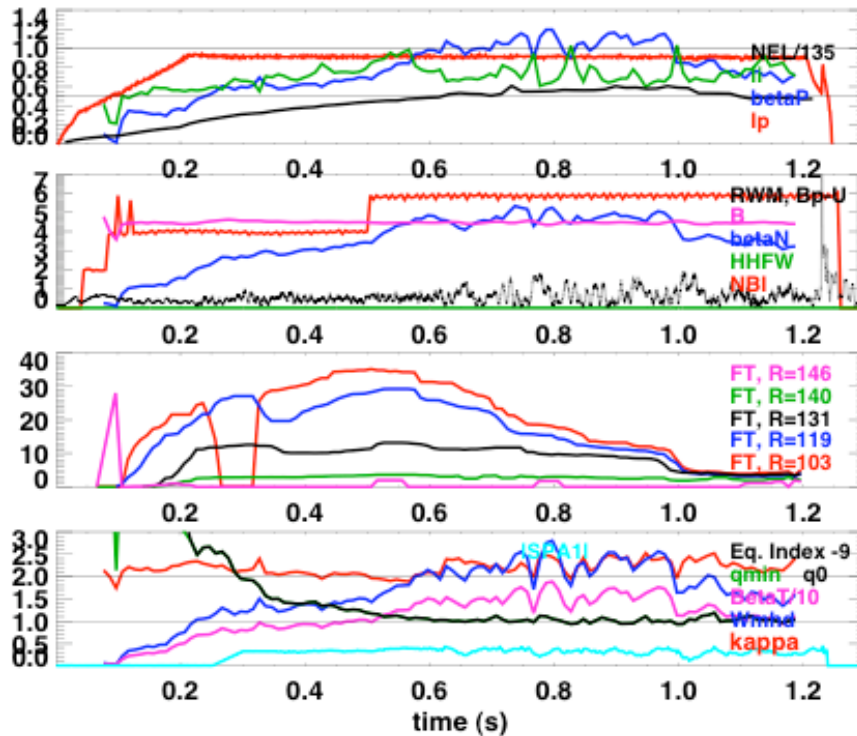 1.4
1.2
1.0
0.8
0.6
0.4
0.2
0.0
NEL/135
betaP
Ip
0.2 0.4 0.6 0.8 1.0 1.2
7
6
5
4
3
2
1
0
RWM, Bp-U
B
betaN
HHFW
NBI
0.2 0.4 0.6 0.8 1.0 1.2
40
30
20
10
0
FT, R=146
FT, R=140
FT, R=131
FT, R=119
FT, R=103
0.2 0.4 0.6 0.8 1.0 1.2
3.0
2.5
2.0
1.5
1.0
0.5
0.0
ISPA1I
Eq. Index -9
qmin q0
BetaT/10
Wmhd
kappa
0.2 0.4 0.6 0.8 1.0 1.2
time (s)